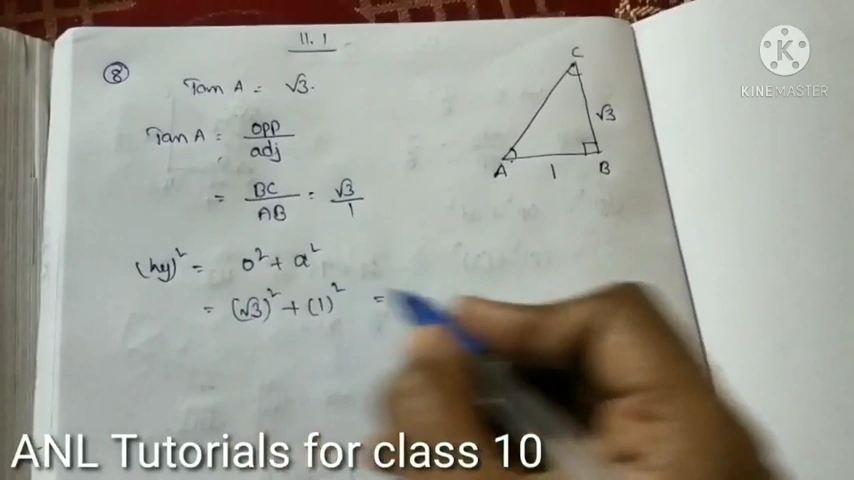 11.1
⑧ Tan A = √3.
Tan A = opp/adj
= BC/AB = √3/1
(hy)² = o² + a²
= (√3)² + (1)² =
C
√3
A 1 B
K
KINEMASTER
ANL Tutorials for class 10